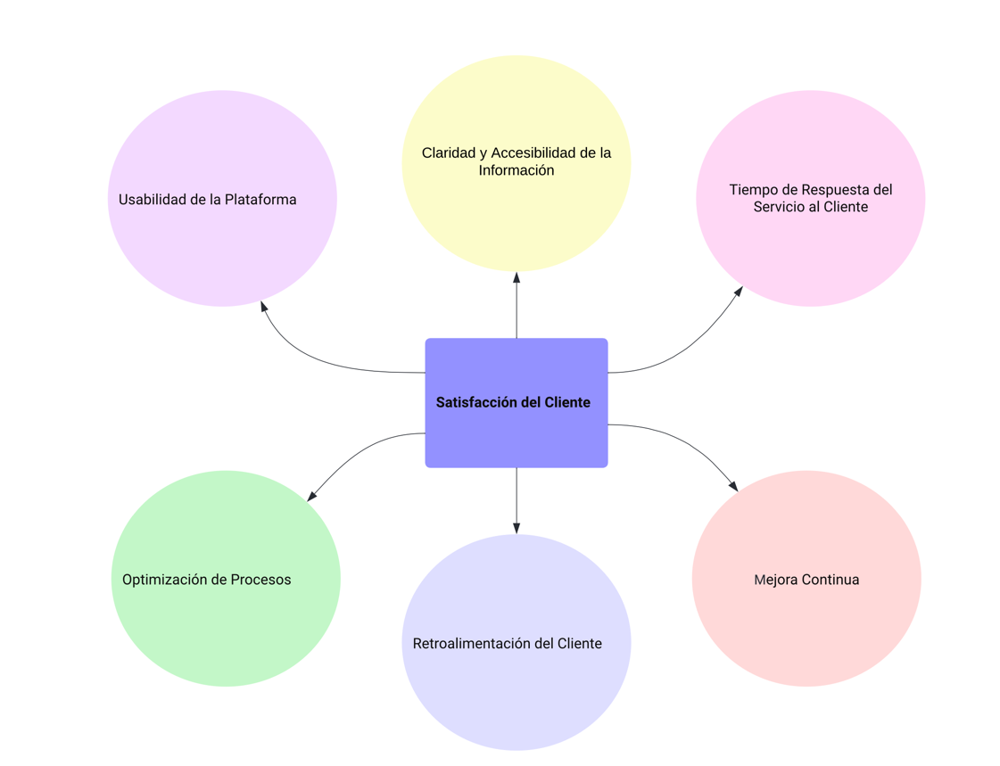 Claridad y Accesibilidad de la
Información
Usabilidad de la Plataforma
Tiempo de Respuesta del
Servicio al Cliente
Satisfacción del Cliente
Optimización de Procesos
Mejora Continua
Retroalimentación del Cliente